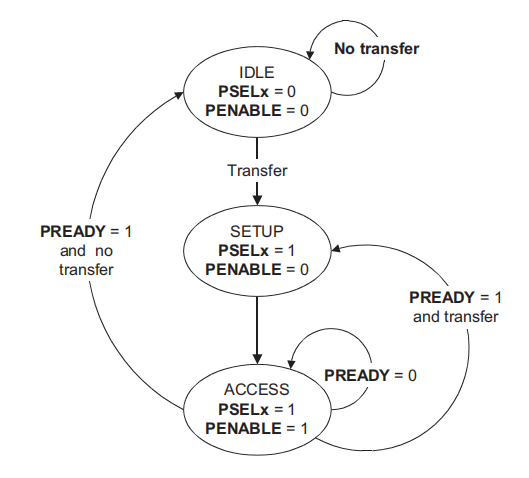 No transfer
IDLE
PSELx = 0
PENABLE = 0
Transfer
SETUP
PSELx = 1
PENABLE = 0
PREADY = 1
and no
transfer
PREADY = 1
and transfer
PREADY = 0
ACCESS
PSELx = 1
PENABLE = 1